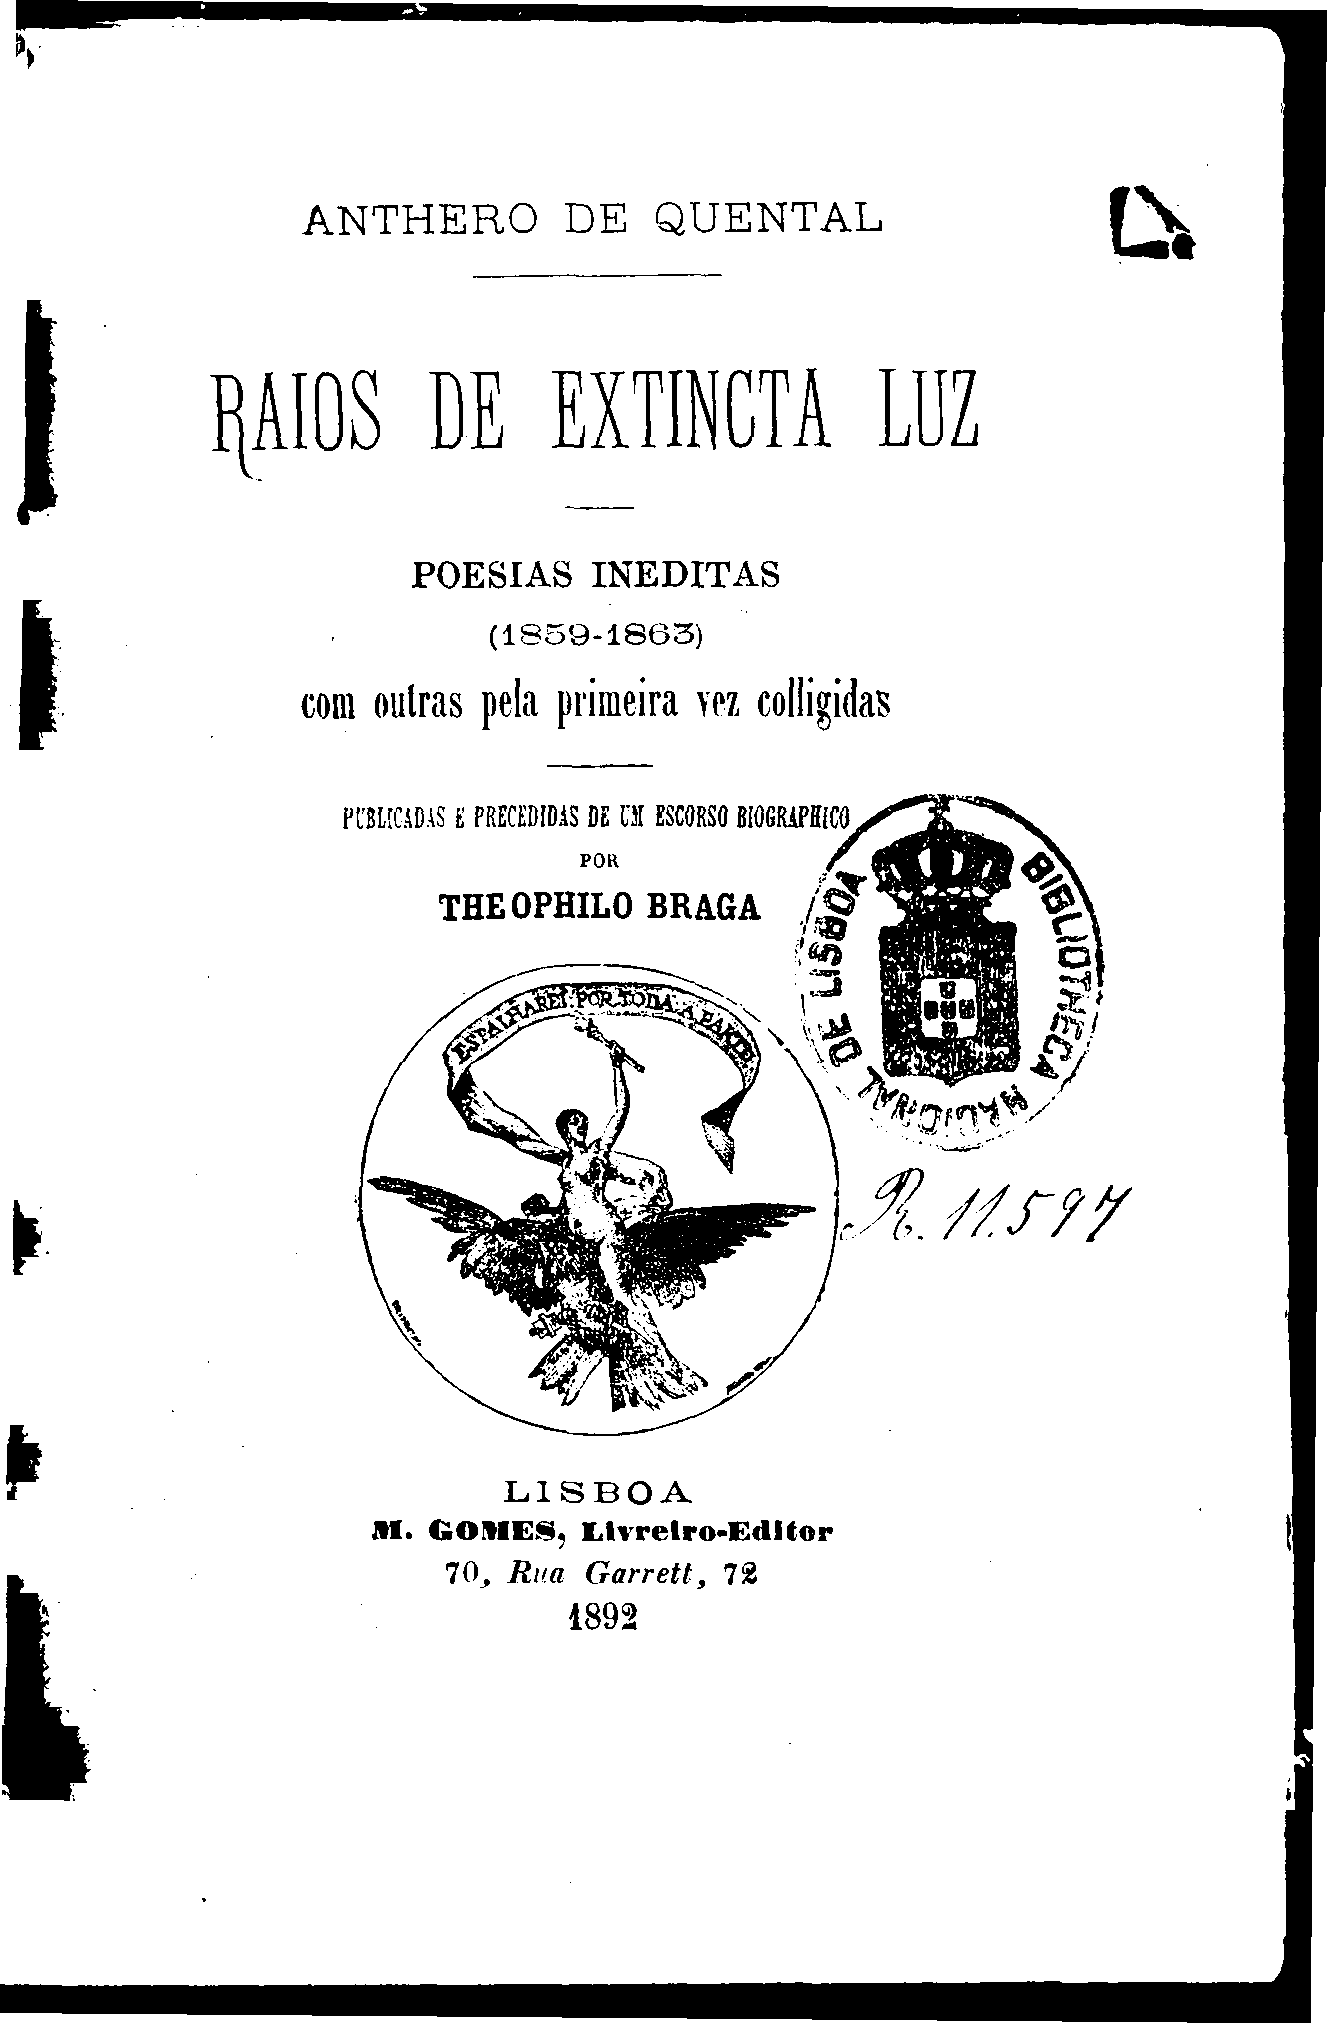 ANTHERO DE QUENTAL
RAIOS DE EXTINCTA LUZ
POESIAS INEDITAS
(1859-1863)
com outras pela primeira vez colligidas
PUBLICADAS E PRECEDIDAS DE UM ESCORSO BIOGRAPHICO
POR
THEOPHILO BRAGA
BIBLIOTHECA NACIONAL DE LISBOA
ESPALHAREI POR TODA A PARTE
R. 11.597
LISBOA
M. GOMES, Livreiro-Editor
70, Rua Garrett, 72
1892